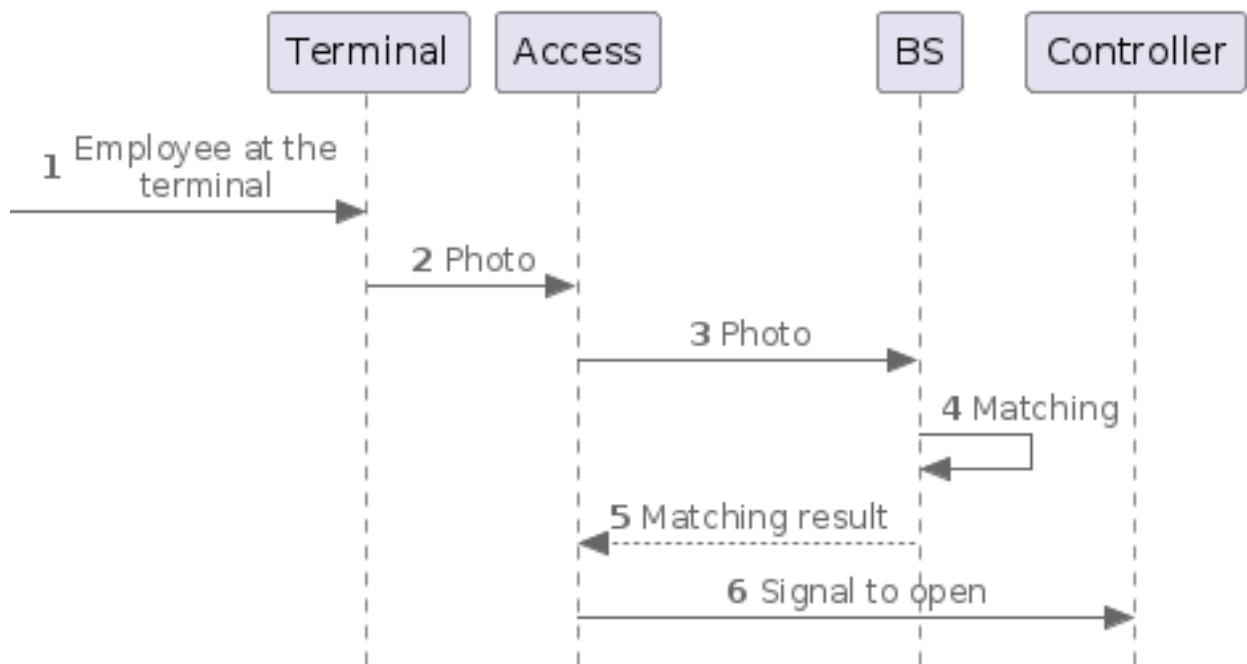 Terminal
Access
BS
Controller
1 Employee at the
terminal
2 Photo
3 Photo
4 Matching
5 Matching result
6 Signal to open